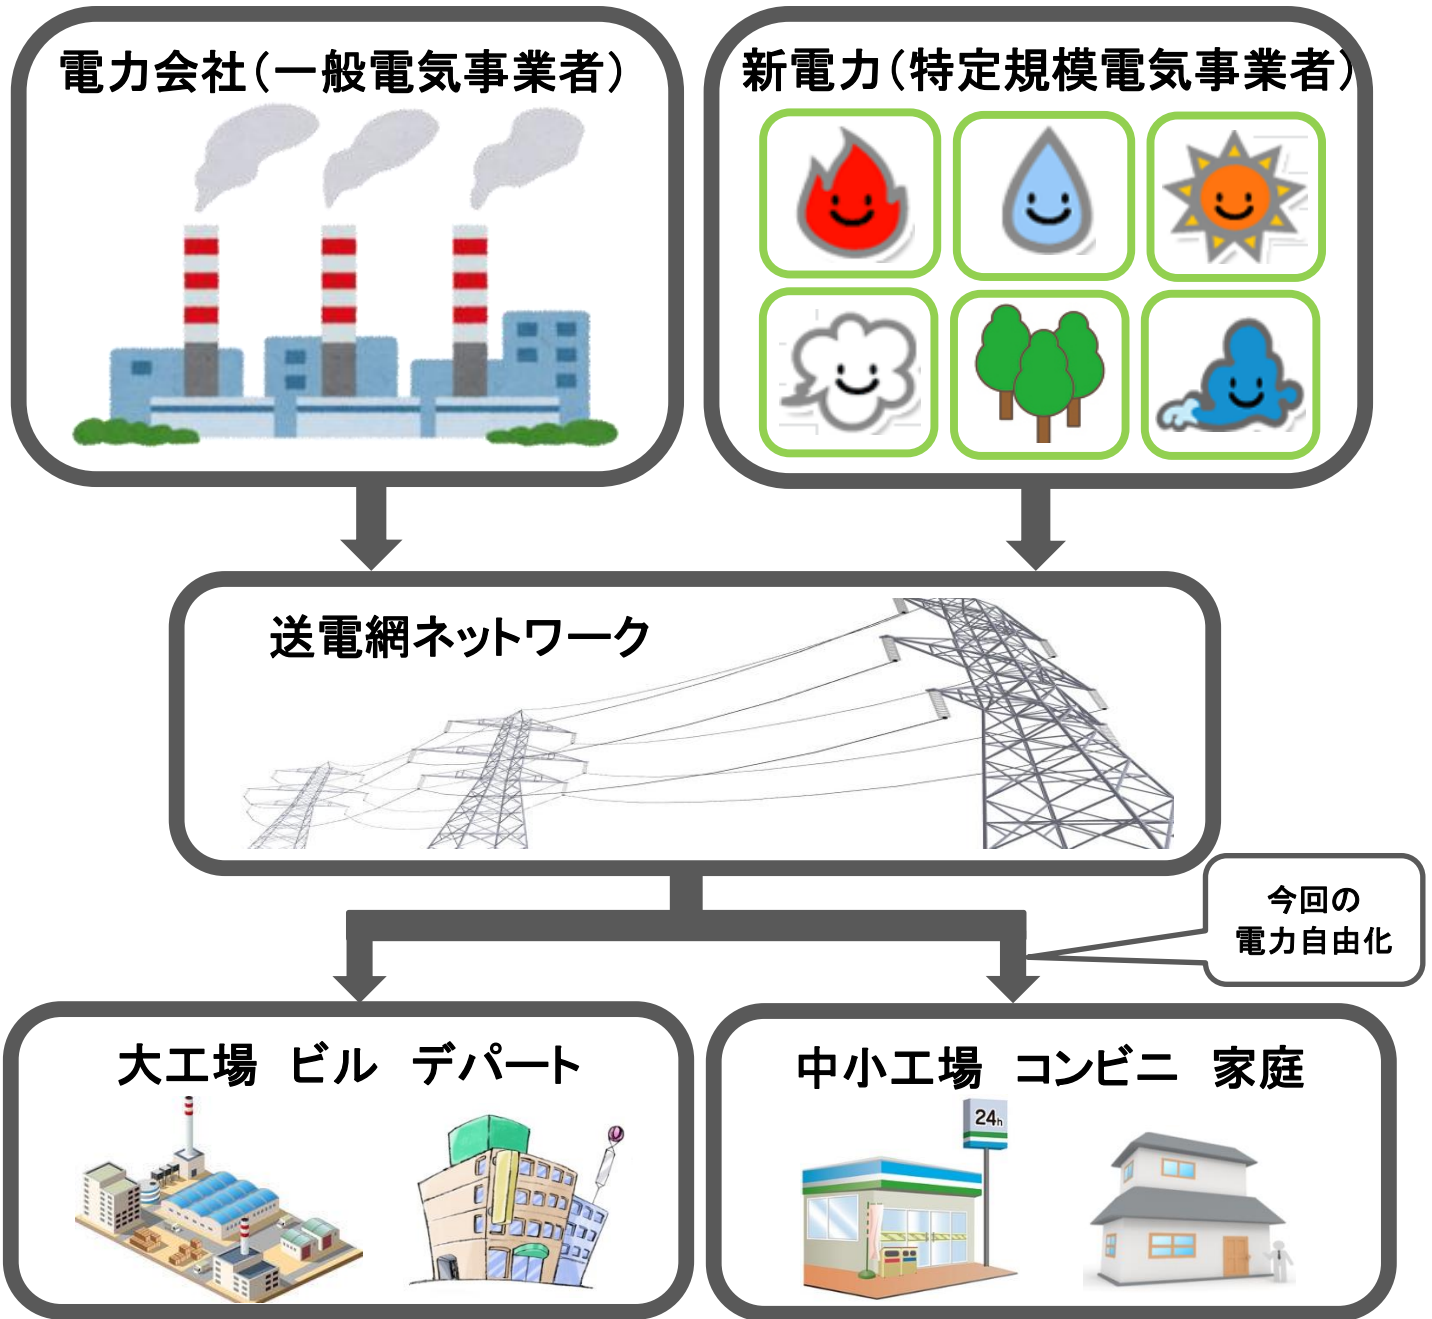 電力会社（一般電気事業者）
新電力（特定規模電気事業者）
送電網ネットワーク
今回の
電力自由化
大工場　ビル　デパート
中小工場　コンビニ　家庭
24h